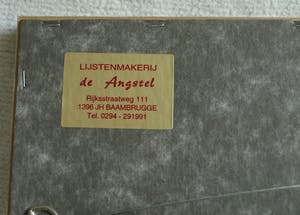 LIJSTENMAKERIJ
de Angstel
Rijksstraatweg 111
1396 JH BAAMBRUGGE
Tel. 0294 - 291991